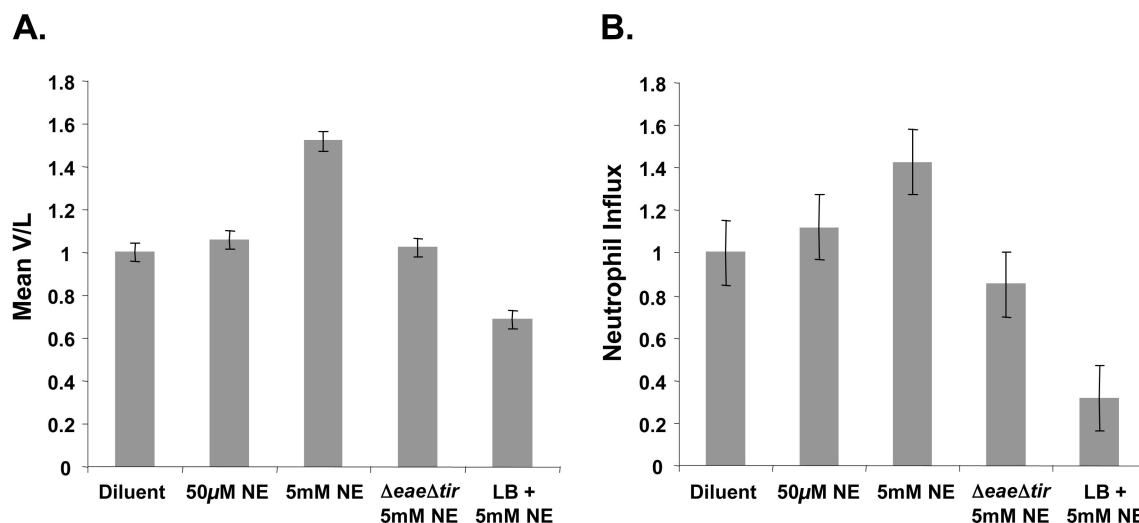 A.
Mean V/L
1.8
1.6
1.4
1.2
1
0.8
0.6
0.4
0.2
0
Diluent
50µM NE
5mM NE
ΔeaeΔtir
5mM NE
LB +
5mM NE
B.
Neutrophil Influx
1.8
1.6
1.4
1.2
1
0.8
0.6
0.4
0.2
0
Diluent
50µM NE
5mM NE
ΔeaeΔtir
5mM NE
LB +
5mM NE